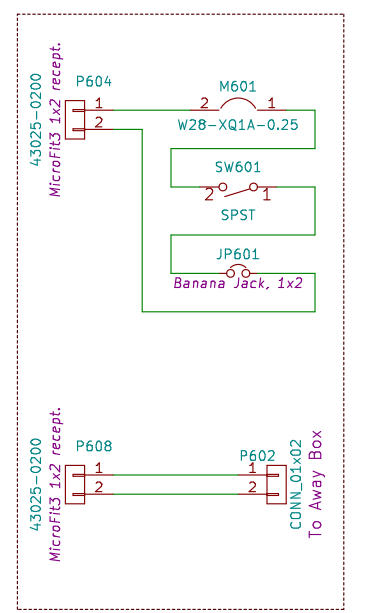 P604
43025-0200
MicroFit3 1x2 recept.
1
2
M601
2
1
W28-XQ1A-0.25
SW601
2
1
SPST
JP601
Banana Jack, 1x2
P608
43025-0200
MicroFit3 1x2 recept.
1
2
P602
1
2
CONN_01x02
To Away Box